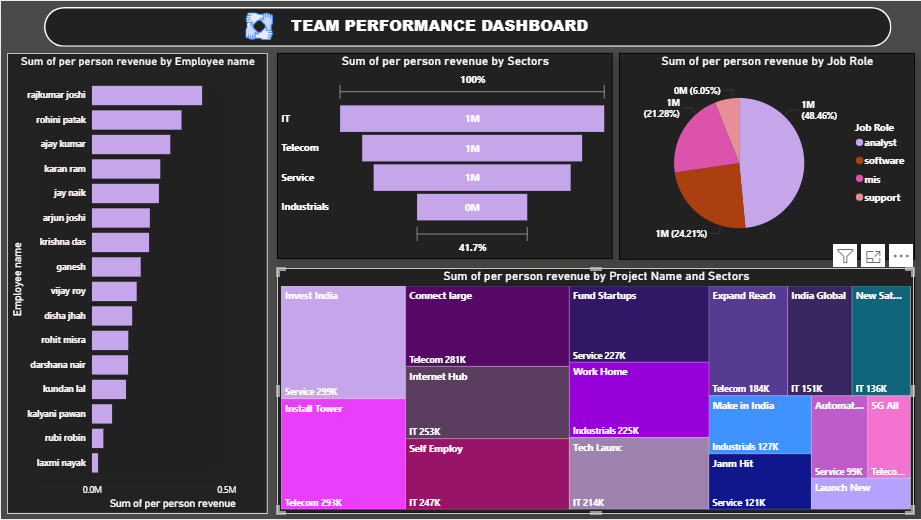 TEAM PERFORMANCE DASHBOARD
Sum of per person revenue by Employee name
Employee name
rajkumar joshi
rohini patak
ajay kumar
karan ram
jay naik
arjun joshi
krishna das
ganesh
vijay roy
disha jhah
rohit misra
darshana nair
kundan lal
kalyani pawan
rubi robin
laxmi nayak
0.0M 0.5M
Sum of per person revenue
Sum of per person revenue by Sectors
100%
IT 1M
Telecom 1M
Service 1M
Industrials 0M
41.7%
Sum of per person revenue by Job Role
0M (6.05%)
1M
(21.28%)
1M
(48.46%)
1M (24.21%)
Job Role
analyst
software
mis
support
Sum of per person revenue by Project Name and Sectors
Invest India
Service 299K
Install Tower
Telecom 293K
Connect large
Telecom 281K
Internet Hub
IT 253K
Self Employ
IT 247K
Fund Startups
Service 227K
Work Home
Industrials 225K
Tech Launc
IT 214K
Expand Reach
Telecom 184K
India Global
IT 151K
New Sat...
IT 136K
Make in India
Industrials 127K
Janm Hit
Service 121K
Automat...
Service 99K
5G All
Teleco...
Launch New